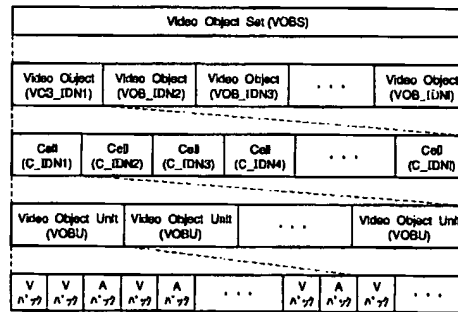 Video Object Set (VOBS)
Video Object Video Object Video Object Video Object
(VC3_IDN1) (VOB_IDN2) (VOB_IDN3) · · · (VOB_IDNi)
Cell Cell Cell Cell Cell
(C_IDN1) (C_IDN2) (C_IDN3) (C_IDN4) · · · (C_IDNi)
Video Object Unit Video Object Unit Video Object Unit
(VOBU) (VOBU) · · · (VOBU)
V V A V A V A V
パック パック パック パック パック · · · パック パック パック · · ·